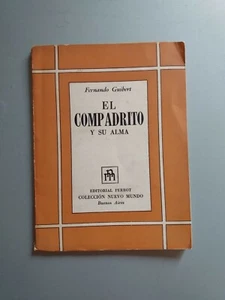 Fernando Guibert
EL
COMPADRITO
Y SU ALMA
EDITORIAL PERROT
COLECCIÓN NUEVO MUNDO
Buenos Aires